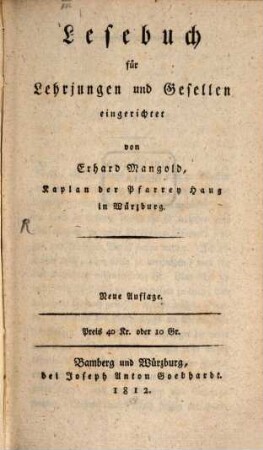 Lesebuch
für
Lehrjungen und Gesellen
eingerichtet
von
Erhard Mangold,
Kaplan der Pfarrey Haug
in Würzburg.
R
Neue Auflage.
Preis 40 Kr. oder 10 Gr.
Bamberg und Würzburg,
bei Joseph Anton Goebhardt.
1812.